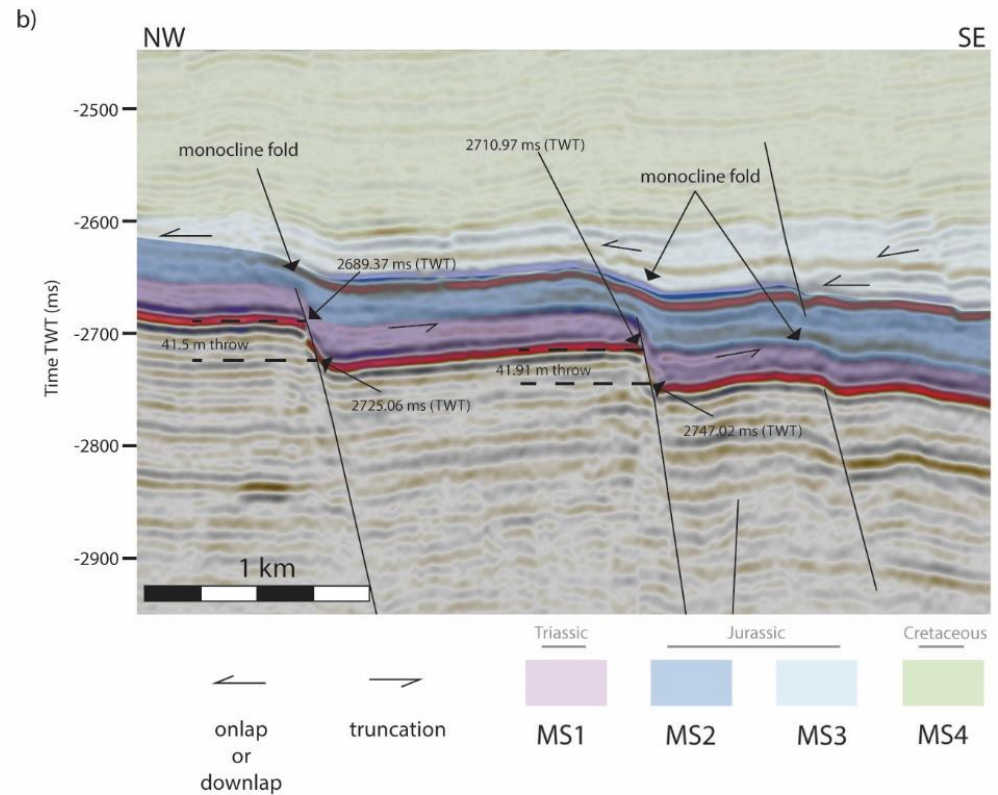 b)
NW
SE
Time TWT (ms)
-2500
-2600
-2700
-2800
-2900
monocline fold
2710.97 ms (TWT)
monocline fold
2689.37 ms (TWT)
41.5 m throw
41.91 m throw
2725.06 ms (TWT)
2747.02 ms (TWT)
1 km
Triassic
Jurassic
Cretaceous
onlap
or
downlap
truncation
MS1
MS2
MS3
MS4